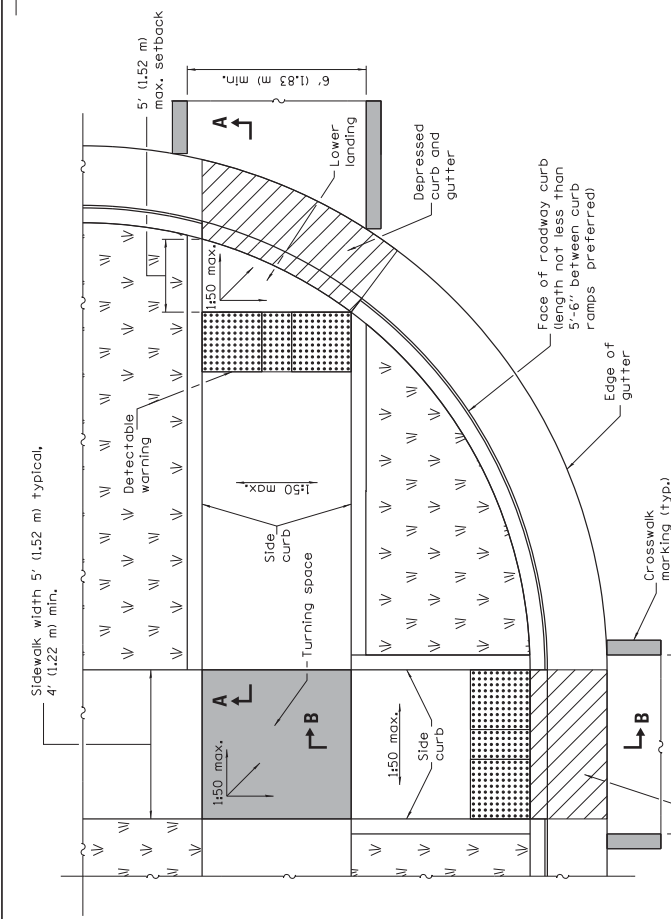 Sidewalk width 5' (1.52 m) typical,
4' (1.22 m) min.
5' (1.52 m)
max. setback
6' (1.83 m) min.
A
Lower
landing
1:50 max.
Depressed
curb and
gutter
Detectable
warning
1:50 max.
Side
curb
Face of roadway curb
(length not less than
5'-6" between curb
ramps preferred)
Edge of
gutter
Turning space
A
B
1:50 max.
1:50 max.
Side
curb
B
Crosswalk
marking (typ.)